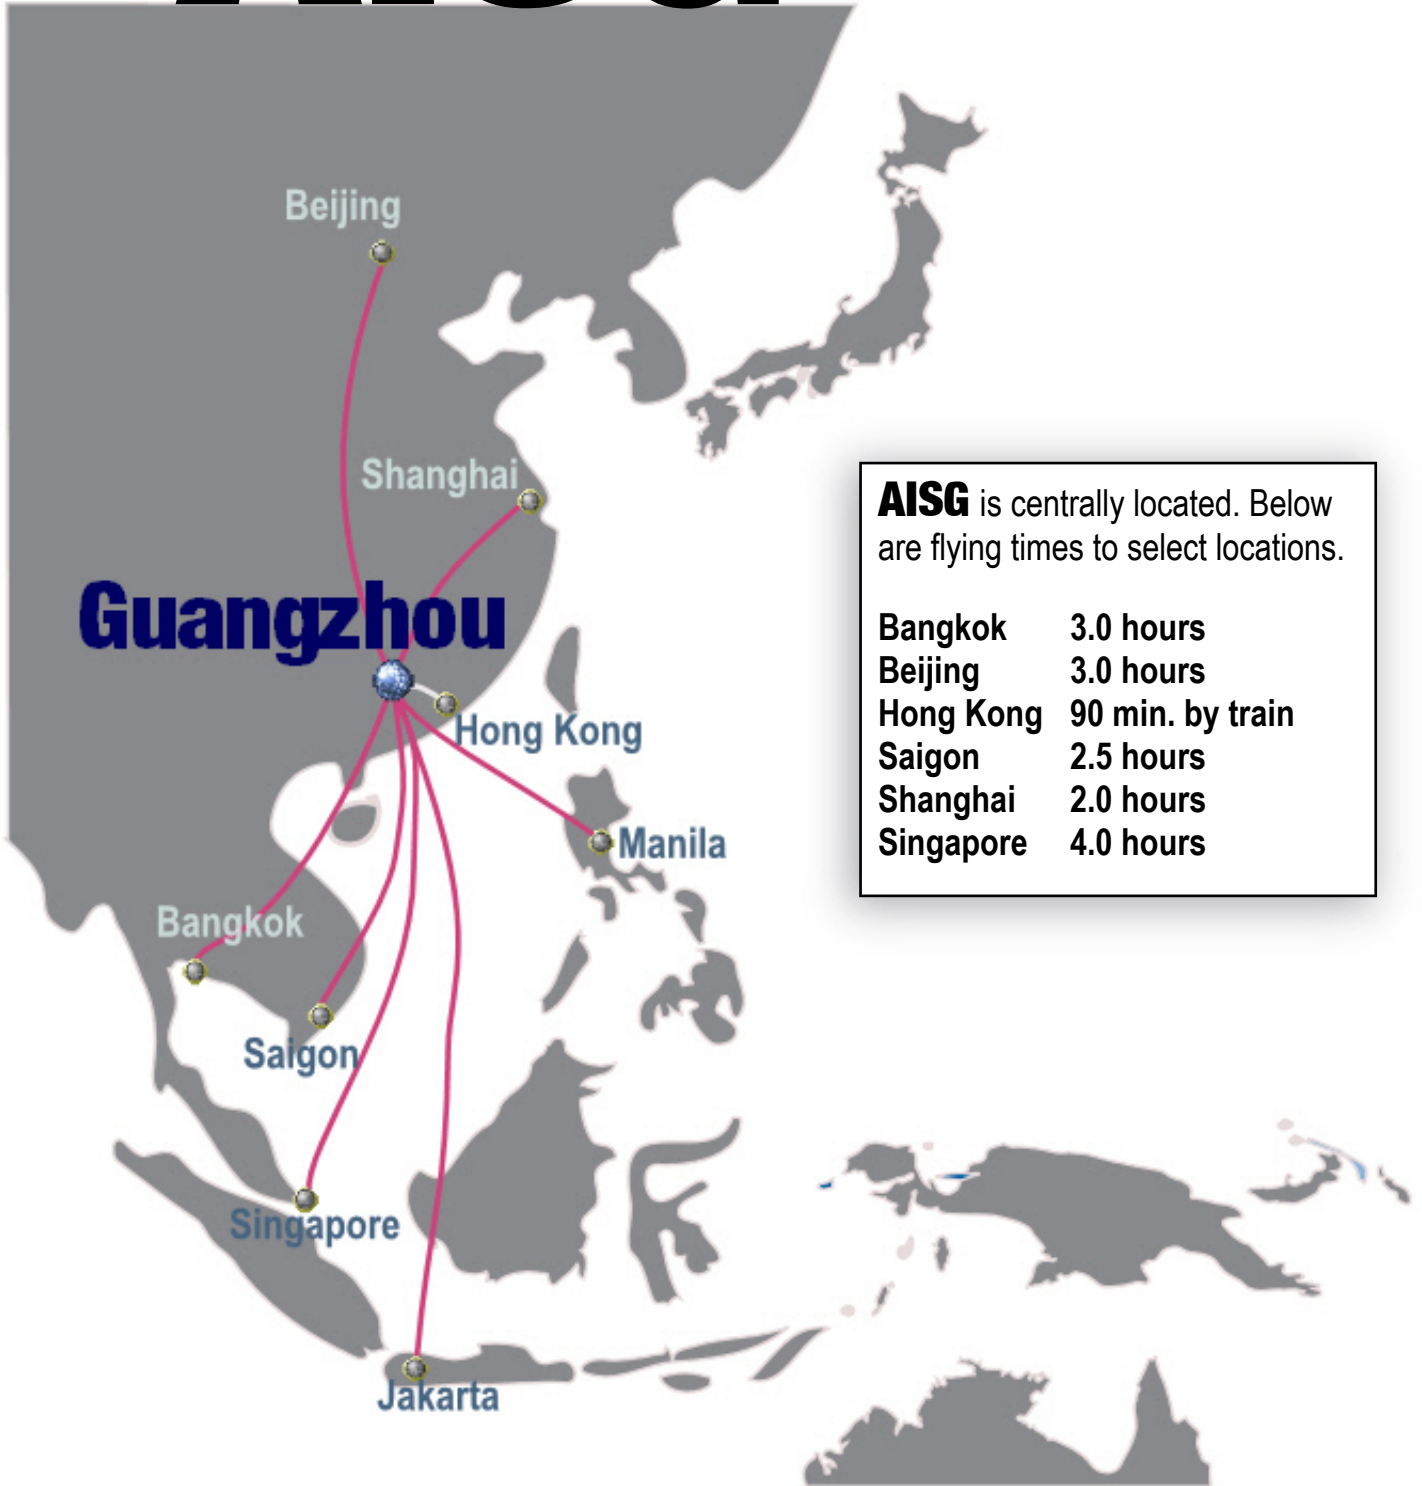 Beijing
Shanghai
AISG is centrally located. Below
are flying times to select locations.
Bangkok 3.0 hours
Beijing 3.0 hours
Hong Kong 90 min. by train
Saigon 2.5 hours
Shanghai 2.0 hours
Singapore 4.0 hours
Guangzhou
Hong Kong
Manila
Bangkok
Saigon
Singapore
Jakarta